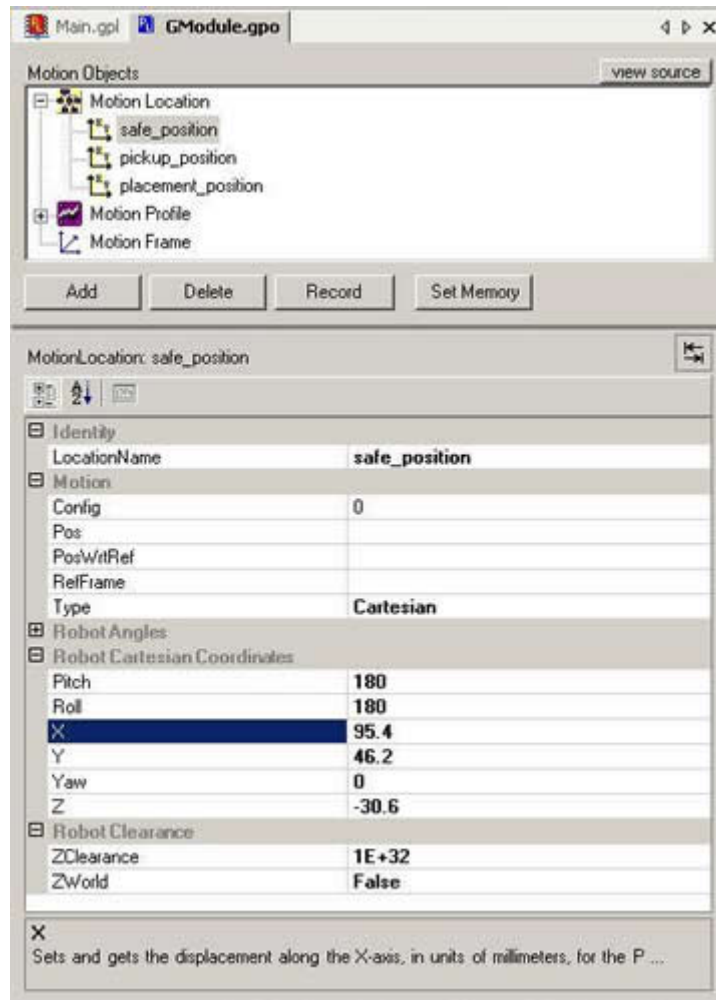 Main.gpl GModule.gpo
Motion Objects view source
Motion Location
safe_position
pickup_position
placement_position
Motion Profile
Motion Frame
Add Delete Record Set Memory
MotionLocation: safe_position
Identity
LocationName safe_position
Motion
Config 0
Pos
PosWrtRef
RefFrame
Type Cartesian
Robot Angles
Robot Cartesian Coordinates
Pitch 180
Roll 180
X 95.4
Y 46.2
Yaw 0
Z -30.6
Robot Clearance
ZClearance 1E+32
ZWorld False
X
Sets and gets the displacement along the X-axis, in units of millimeters, for the P ...